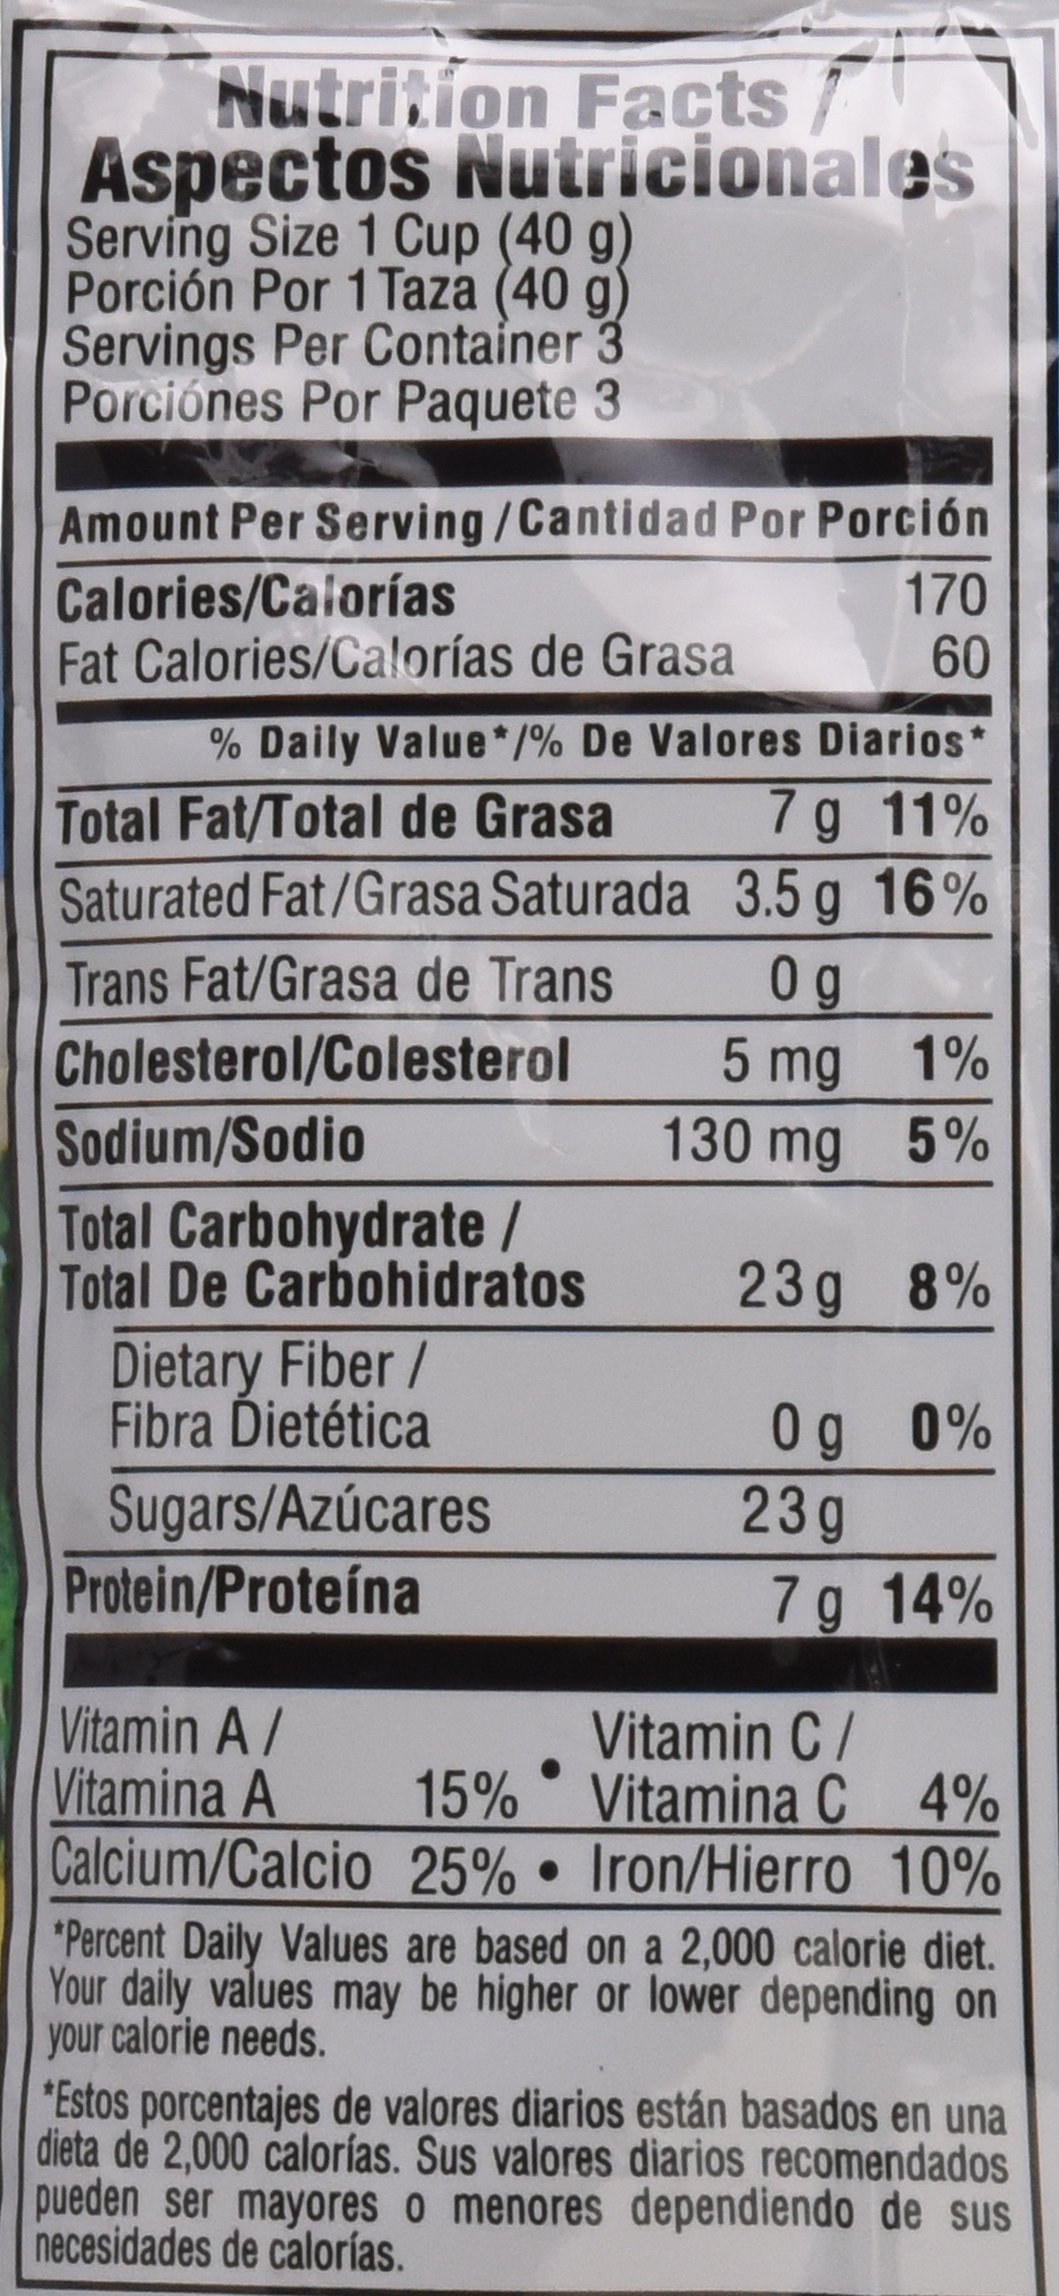 Nutrition Facts /
Aspectos Nutricionales
Serving Size 1 Cup (40 g)
Porción Por 1 Taza (40 g)
Servings Per Container 3
Porciónes Por Paquete 3
Amount Per Serving / Cantidad Por Porción
Calories/Calorías 170
Fat Calories/Calorías de Grasa 60
% Daily Value*/% De Valores Diarios*
Total Fat/Total de Grasa 7 g 11%
Saturated Fat/Grasa Saturada 3.5 g 16%
Trans Fat/Grasa de Trans 0 g
Cholesterol/Colesterol 5 mg 1%
Sodium/Sodio 130 mg 5%
Total Carbohydrate /
Total De Carbohidratos 23 g 8%
Dietary Fiber /
Fibra Dietética 0 g 0%
Sugars/Azúcares 23 g
Protein/Proteína 7 g 14%
Vitamin A / Vitamin C /
Vitamina A 15% • Vitamina C 4%
Calcium/Calcio 25% • Iron/Hierro 10%
*Percent Daily Values are based on a 2,000 calorie diet.
Your daily values may be higher or lower depending on
your calorie needs.
*Estos porcentajes de valores diarios están basados en una
dieta de 2,000 calorías. Sus valores diarios recomendados
pueden ser mayores o menores dependiendo de sus
necesidades de calorías.